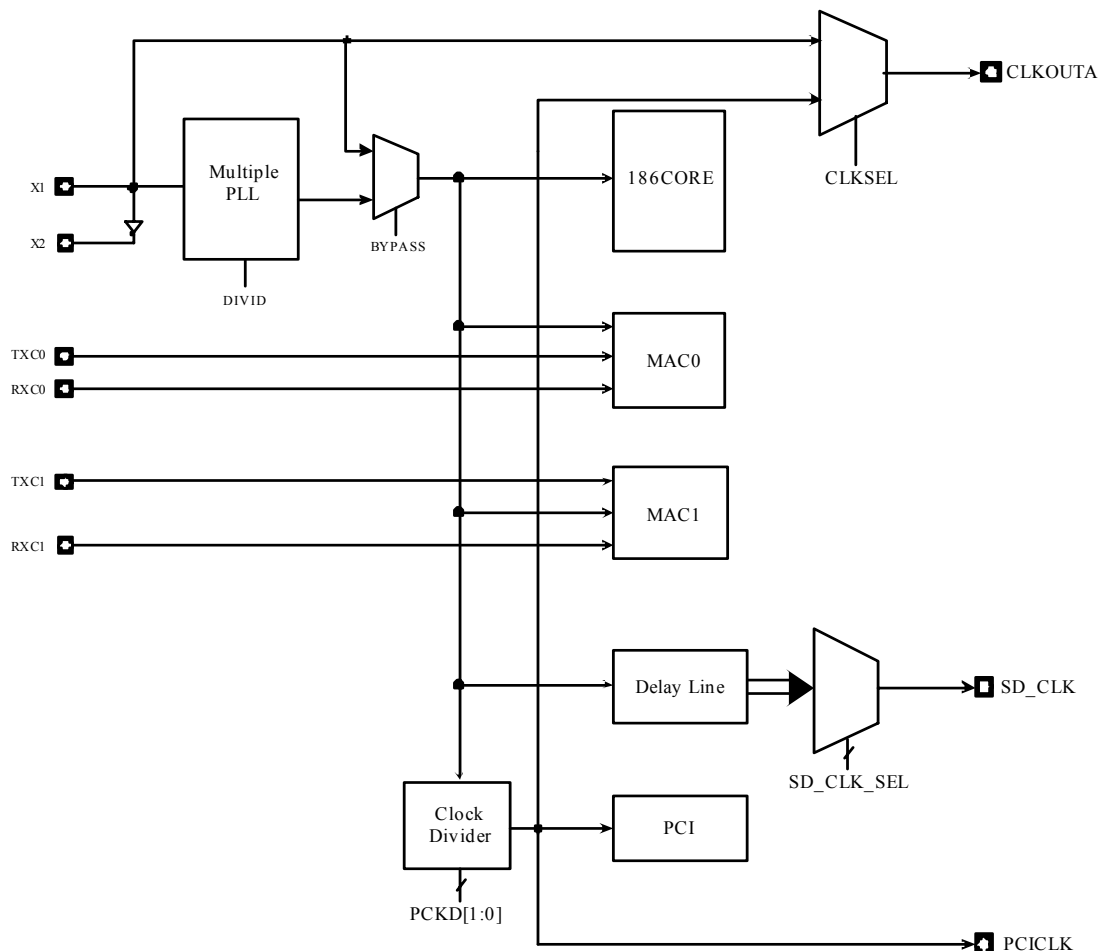 CLKOUTA
Multiple
PLL
186CORE
CLKSEL
X1
X2
BYPASS
DIVID
TXC0
MAC0
RXC0
TXC1
MAC1
RXC1
Delay Line
SD_CLK
SD_CLK_SEL
Clock
Divider
PCI
PCKD[1:0]
PCICLK